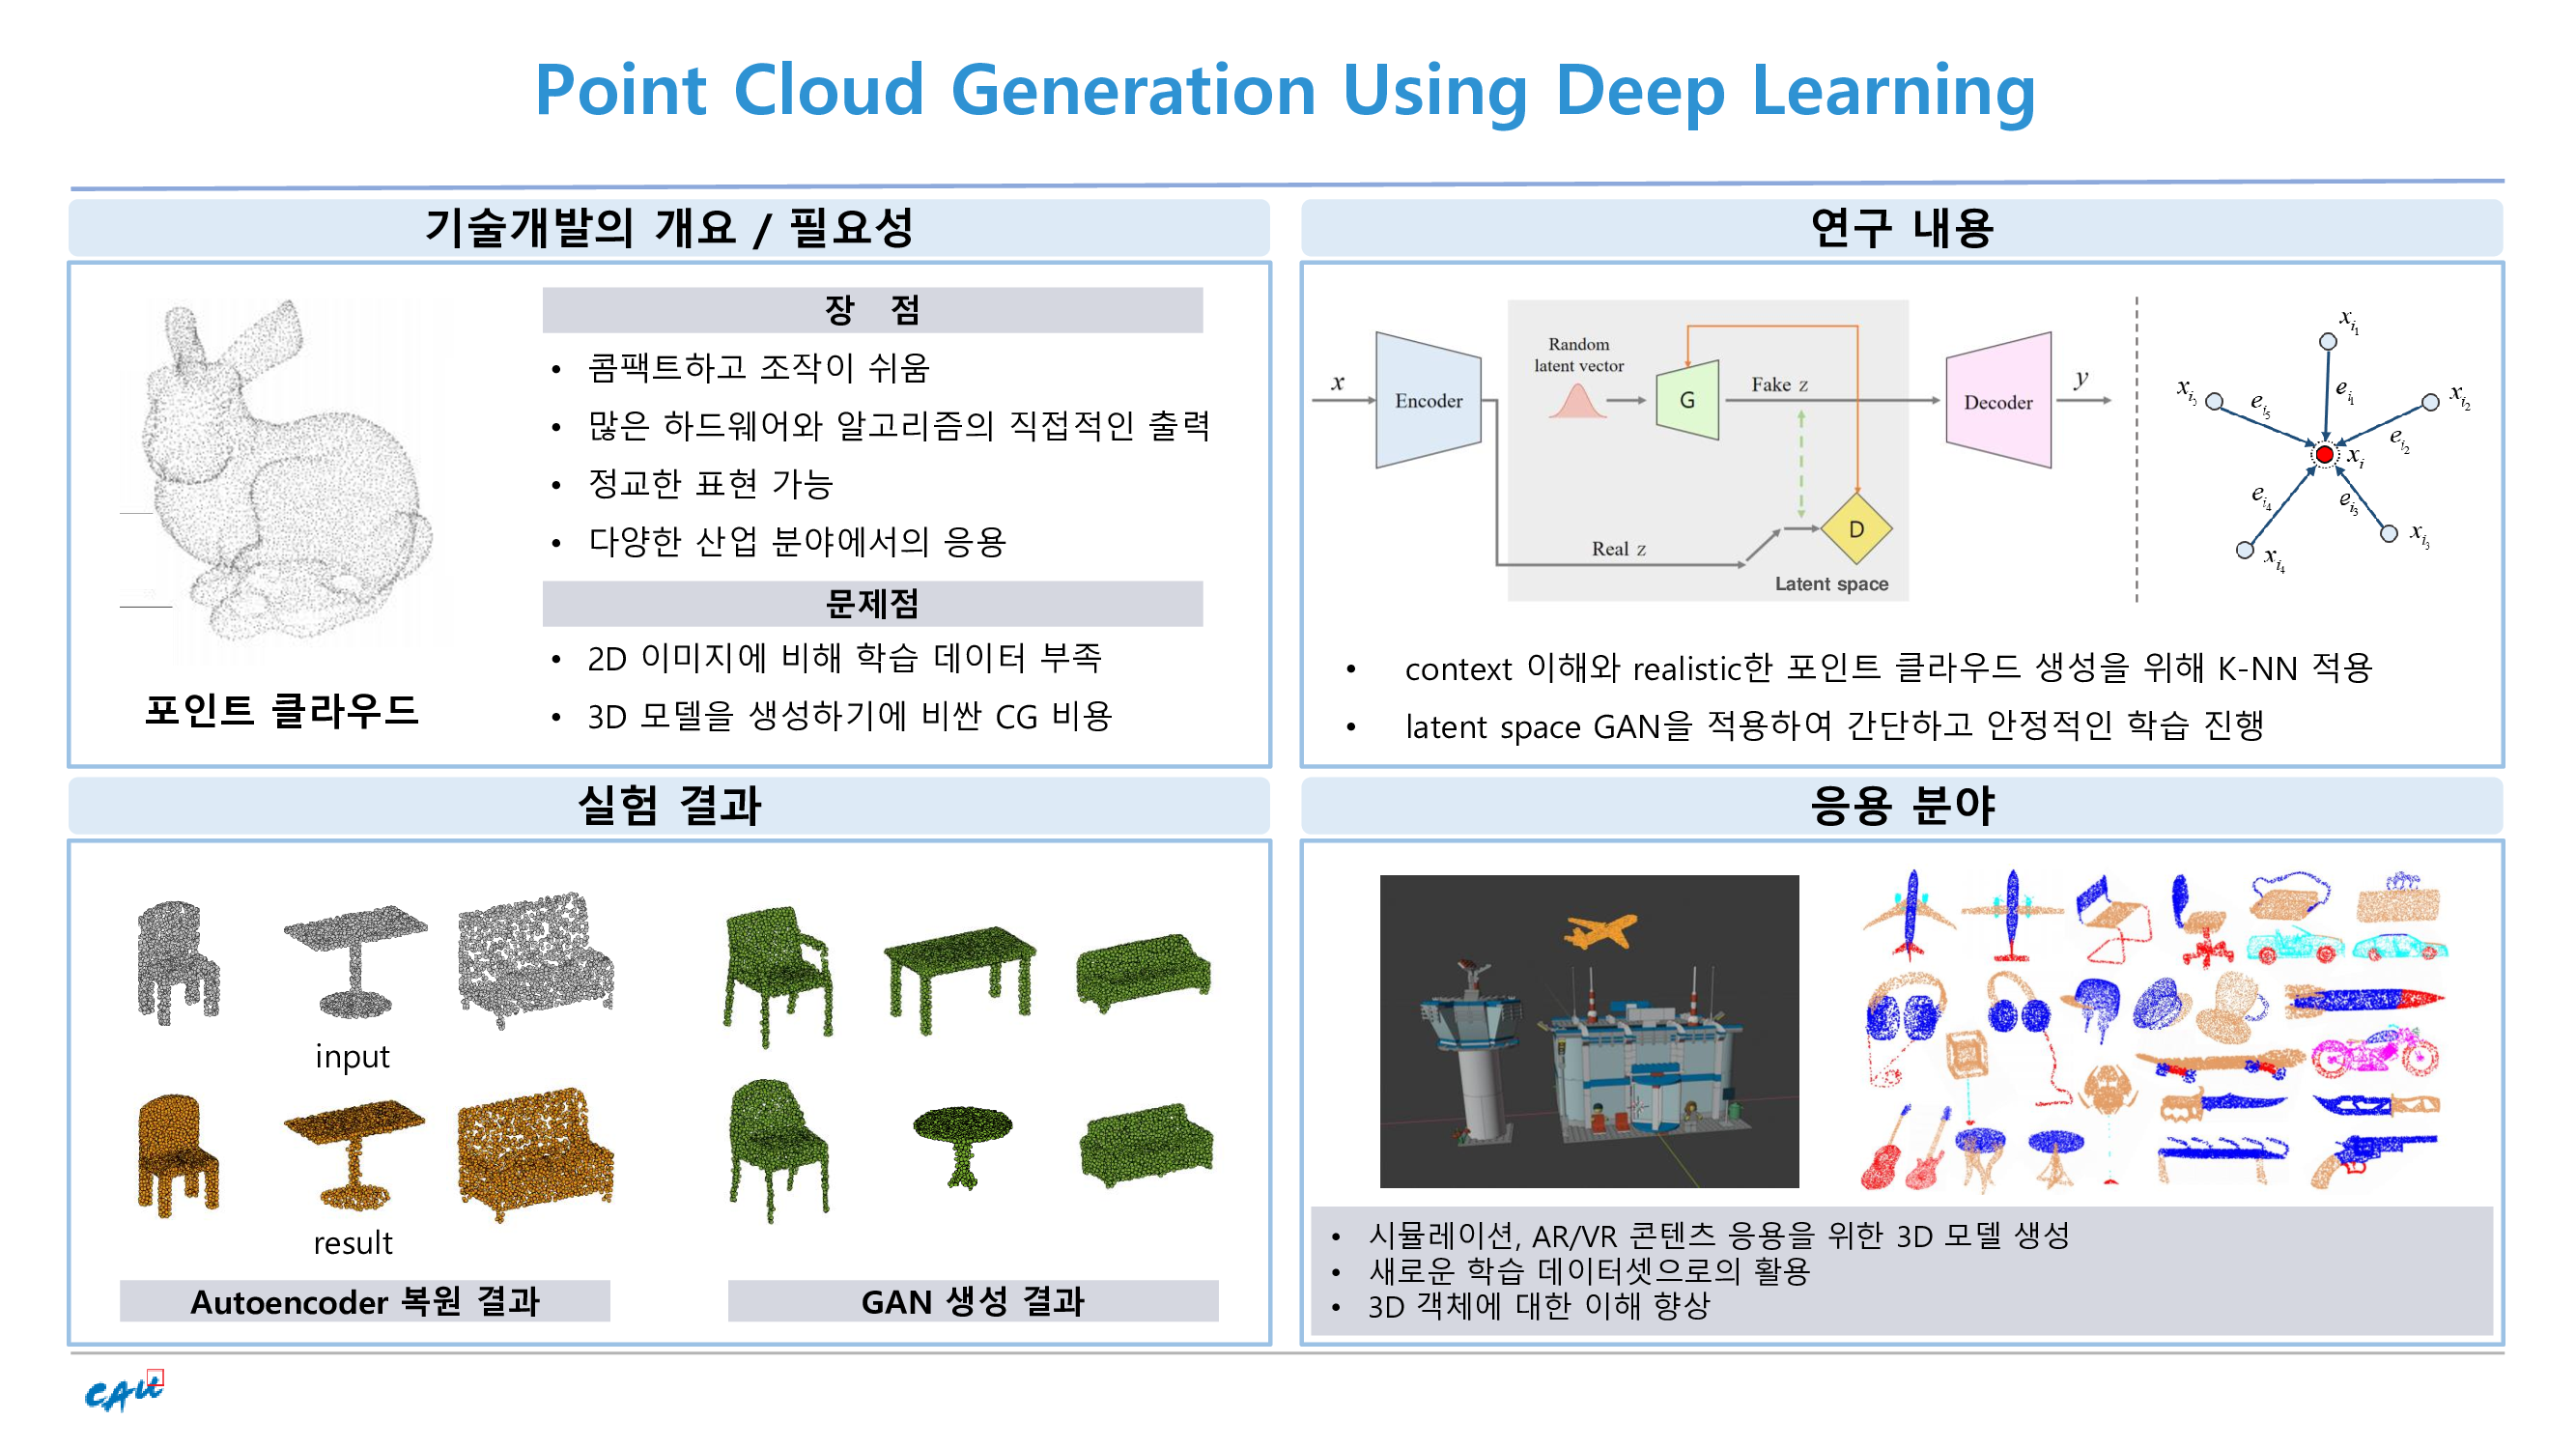 Point Cloud Generation Using Deep Learning
기술개발의 개요 / 필요성
포인트 클라우드
장 점
• 콤팩트하고 조작이 쉬움
• 많은 하드웨어와 알고리즘의 직접적인 출력
• 정교한 표현 가능
• 다양한 산업 분야에서의 응용
문제점
• 2D 이미지에 비해 학습 데이터 부족
• 3D 모델을 생성하기에 비싼 CG 비용
연구 내용
x
Encoder
Random
latent vector
G
Fake z
Decoder
y
Real z
D
Latent space
x_{i_1}
e_{i_1}
x_{i_2}
e_{i_2}
e_{i_5}
x_i
e_{i_4}
e_{i_3}
x_{i_3}
x_{i_4}
• context 이해와 realistic한 포인트 클라우드 생성을 위해 K-NN 적용
• latent space GAN을 적용하여 간단하고 안정적인 학습 진행
실험 결과
input
result
Autoencoder 복원 결과
GAN 생성 결과
응용 분야
• 시뮬레이션, AR/VR 콘텐츠 응용을 위한 3D 모델 생성
• 새로운 학습 데이터셋으로의 활용
• 3D 객체에 대한 이해 향상
CAU